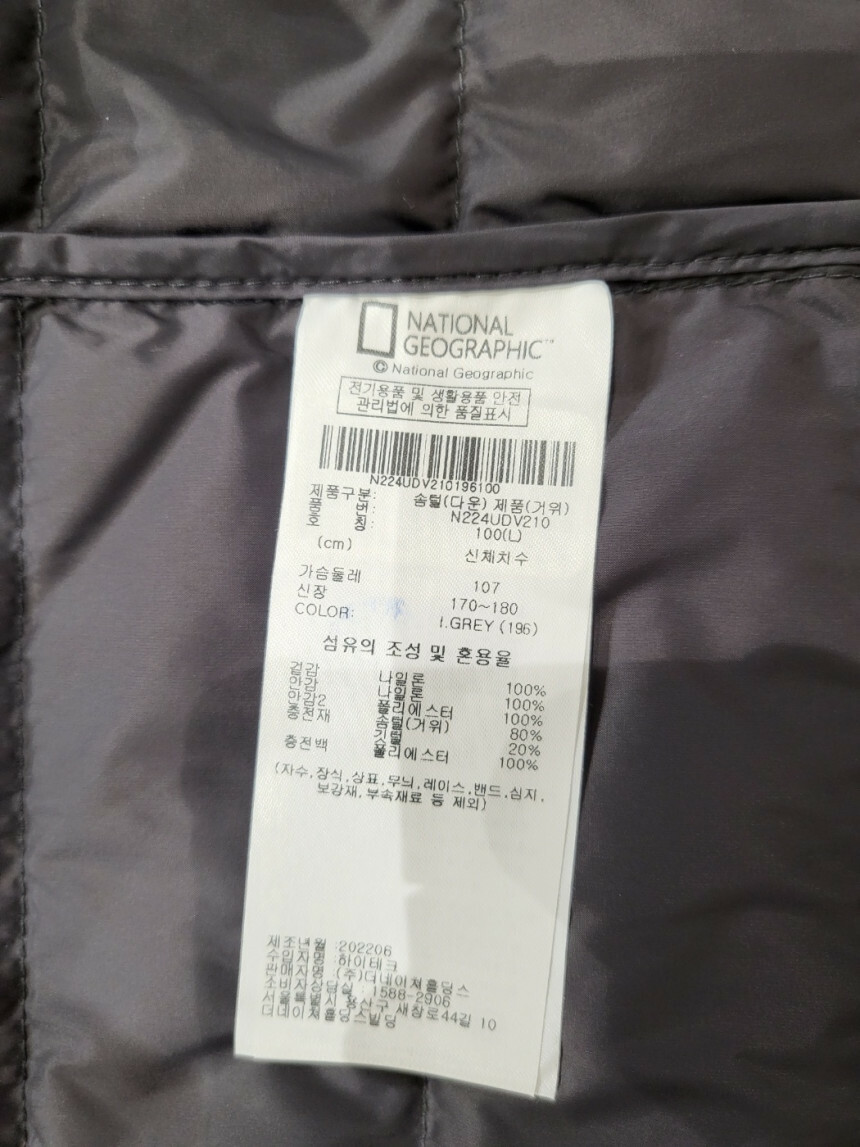 NATIONAL
GEOGRAPHIC™
© National Geographic
전기용품 및 생활용품 안전
관리법에 의한 품질표시
N224UDV210196100
제품구분: 솜털(다운) 제품(거위)
품 번: N224UDV210
호 칭: 100(L)
(cm) 신체치수
가슴둘레 107
신장 170~180
COLOR: I.GREY (196)
섬유의 조성 및 혼용율
겉감 나일론 100%
안감 나일론 100%
안감2 폴리에스터 100%
충전재 솜털(거위) 80%
깃털 20%
충전백 폴리에스터 100%
(자수,장식,상표,무늬,레이스,밴드,심지,
보강재,부속재료 등 제외)
제조년월 :202206
수입자명 :하이테크
판매자명 :(주)더네이쳐홀딩스
소비자상담실 : 1588-2906
서울특별시 용산구 새창로44길 10
더네이쳐홀딩스빌딩